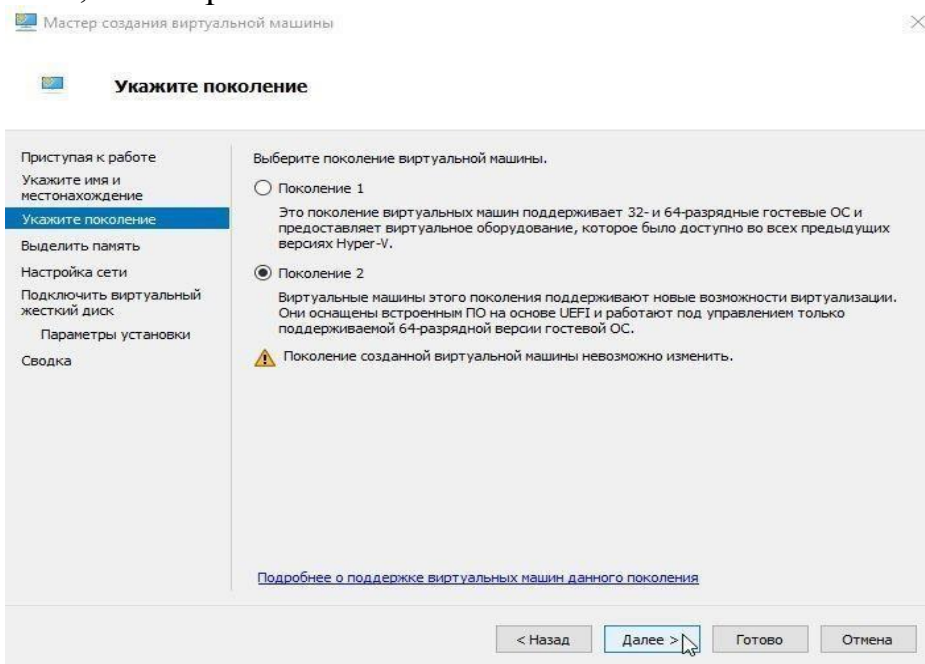 Мастер создания виртуальной машины
Укажите поколение
Приступая к работе
Укажите имя и
местонахождение
Укажите поколение
Выделить память
Настройка сети
Подключить виртуальный
жесткий диск
Параметры установки
Сводка
Выберите поколение виртуальной машины.
Поколение 1
Это поколение виртуальных машин поддерживает 32- и 64-разрядные гостевые ОС и
предоставляет виртуальное оборудование, которое было доступно во всех предыдущих
версиях Hyper-V.
Поколение 2
Виртуальные машины этого поколения поддерживают новые возможности виртуализации.
Они оснащены встроенным ПО на основе UEFI и работают под управлением только
поддерживаемой 64-разрядной версии гостевой ОС.
Поколение созданной виртуальной машины невозможно изменить.
Подробнее о поддержке виртуальных машин данного поколения
< Назад
Далее >
Готово
Отмена